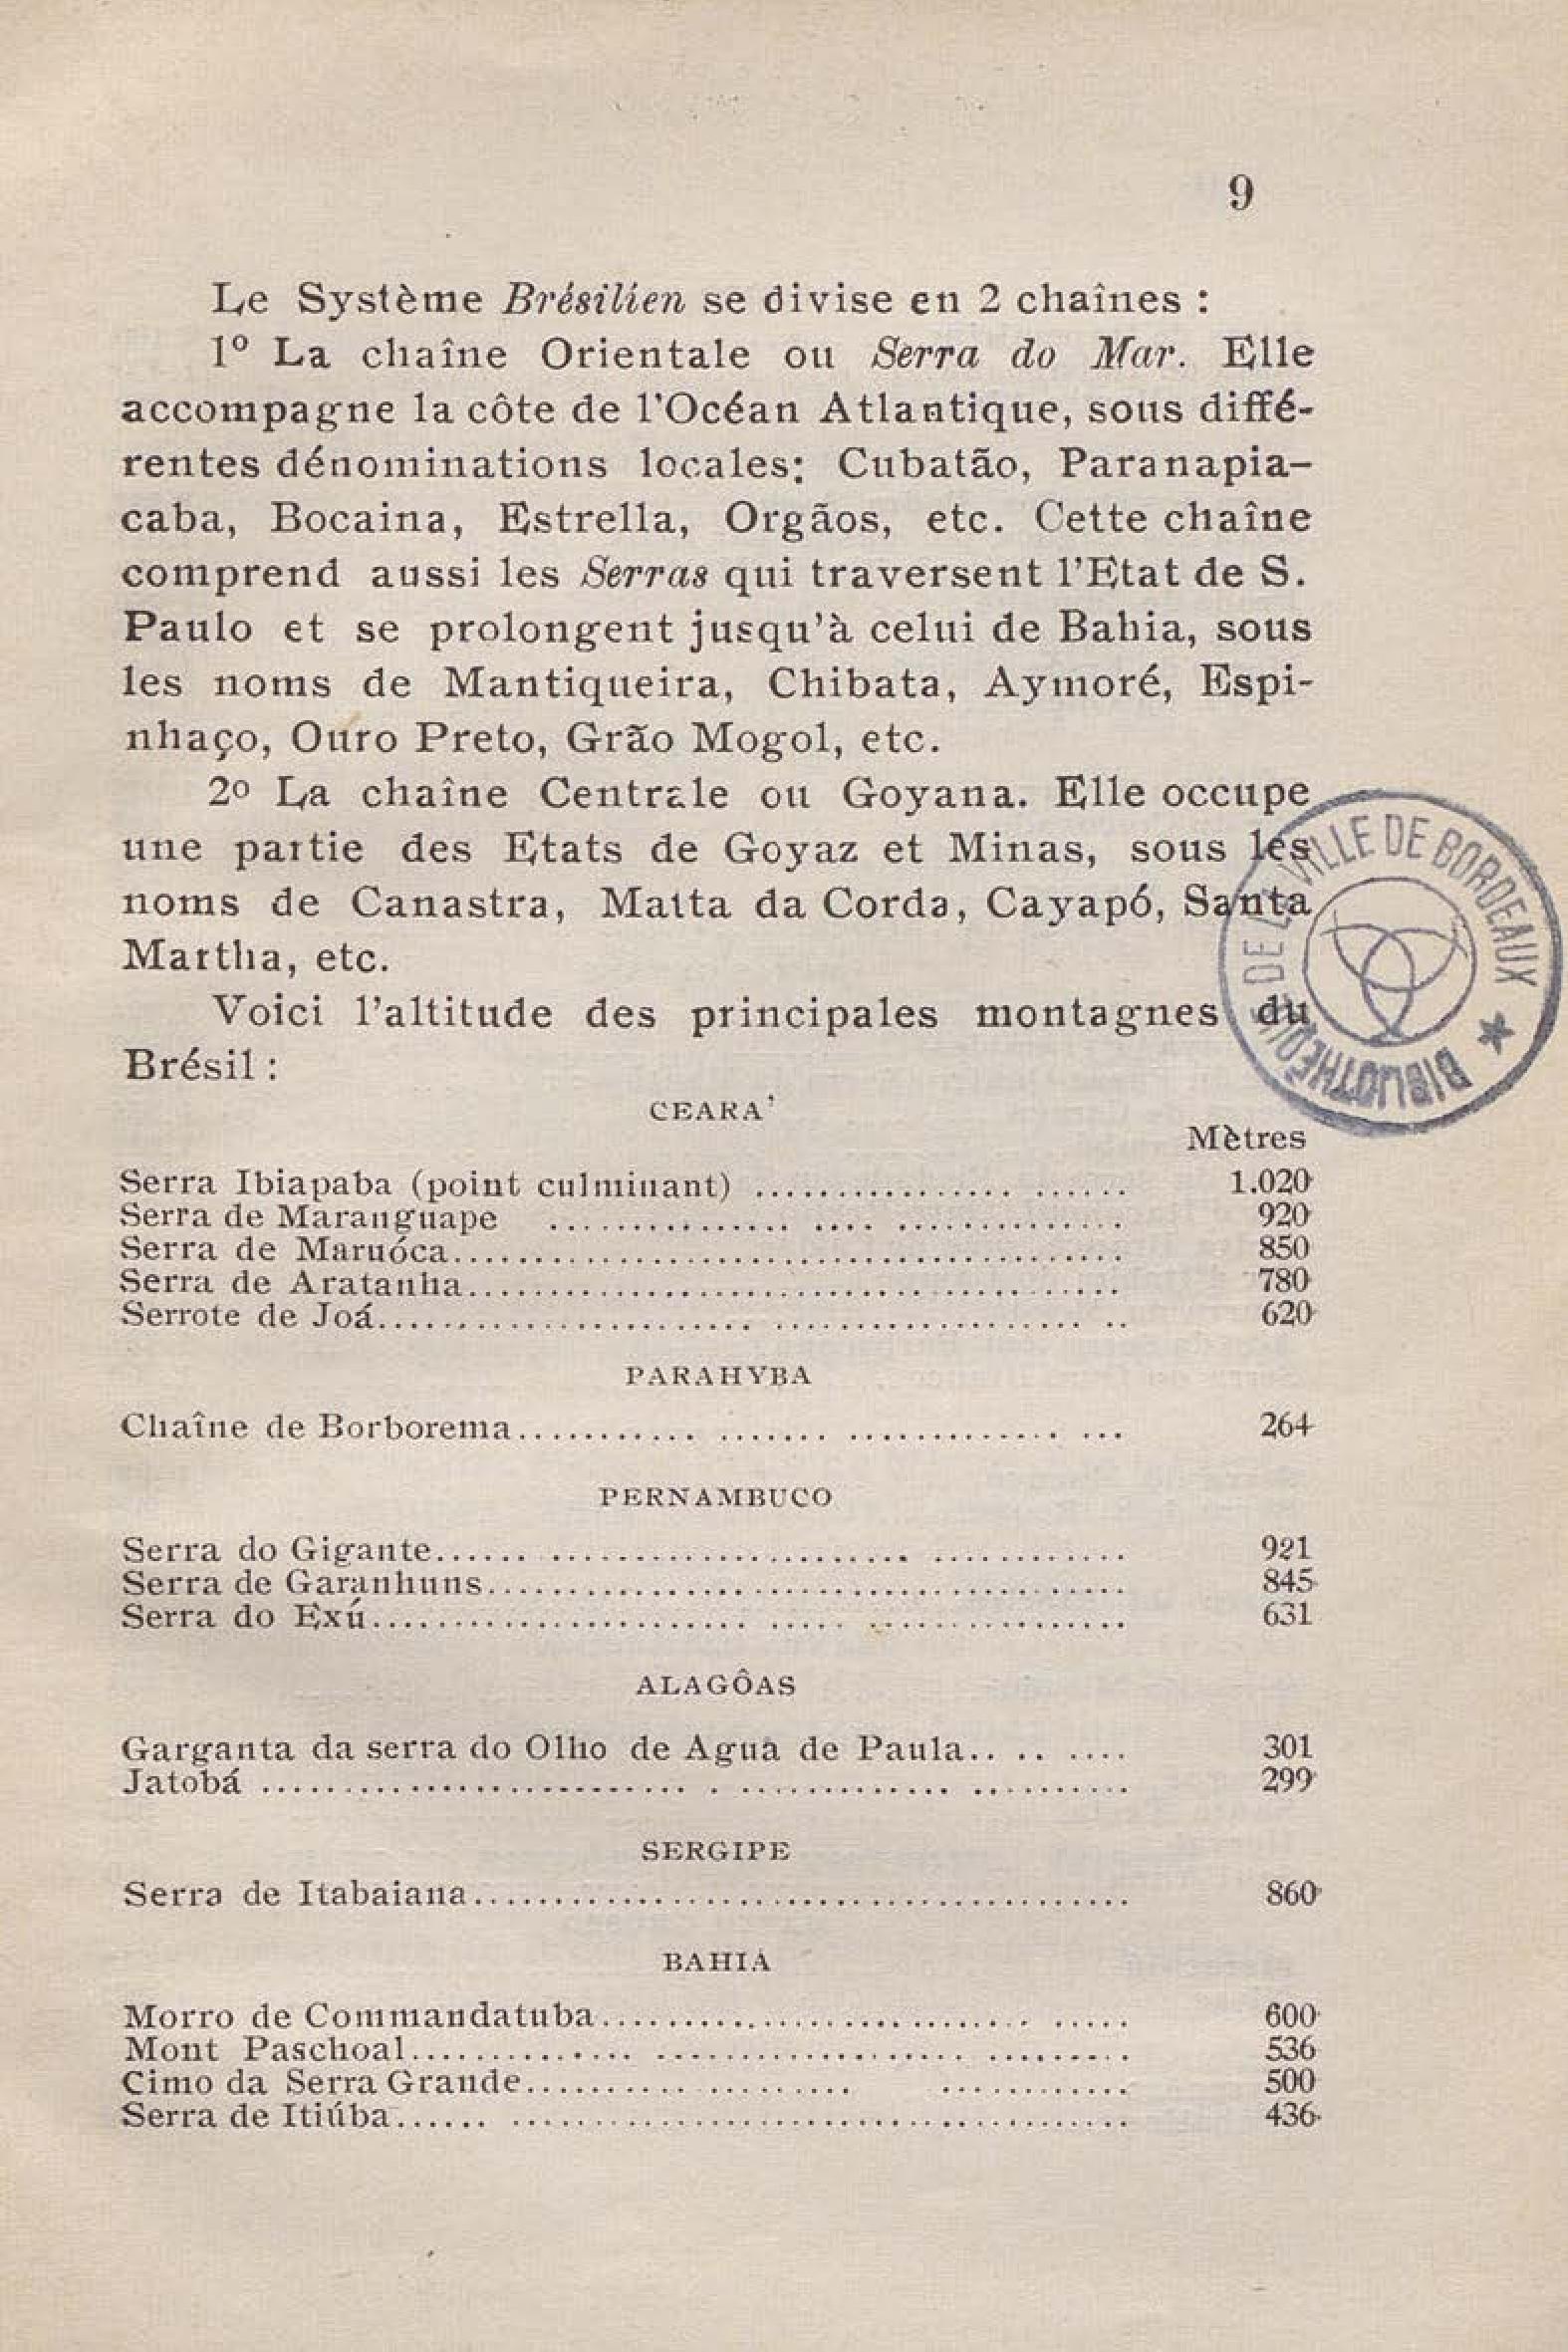 9
Le Système Brésilien se divise en 2 chaînes :
1º La chaîne Orientale ou Serra do Mar. Elle
accompagne la côte de l'Océan Atlantique, sous diffé-
rentes dénominations locales: Cubatão, Paranapia-
caba, Bocaina, Estrella, Orgãos, etc. Cette chaîne
comprend aussi les Serras qui traversent l'Etat de S.
Paulo et se prolongent jusqu'à celui de Bahia, sous
les noms de Mantiqueira, Chibata, Aymoré, Espi-
nhaço, Ouro Preto, Grão Mogol, etc.
2º La chaîne Centrale ou Goyana. Elle occupe
une partie des Etats de Goyaz et Minas, sous les
noms de Canastra, Matta da Corda, Cayapó, Santa
Martha, etc.
Voici l'altitude des principales montagnes du
Brésil :
BIBLIOTHÈQUE DE LA VILLE DE BORDEAUX
CEARA'
Mètres
Serra Ibiapaba (point culminant) ...................... 1.020
Serra de Maranguape ................................. 920
Serra de Maruóca......................................... 850
Serra de Aratanha........................................ 780
Serrote de Joá............................................. 620
PARAHYBA
Chaîne de Borborema................................... 264
PERNAMBUCO
Serra do Gigante......................................... 921
Serra de Garanhuns....................................... 845
Serra do Exú............................................. 631
ALAGÔAS
Garganta da serra do Olho de Agua de Paula........ 301
Jatobá .................................................... 299
SERGIPE
Serra de Itabaiana........................................ 860
BAHIA
Morro de Commandatuba................................ 600
Mont Paschoal........................................... 536
Cimo da Serra Grande................................ 500
Serra de Itiúba............................................ 436